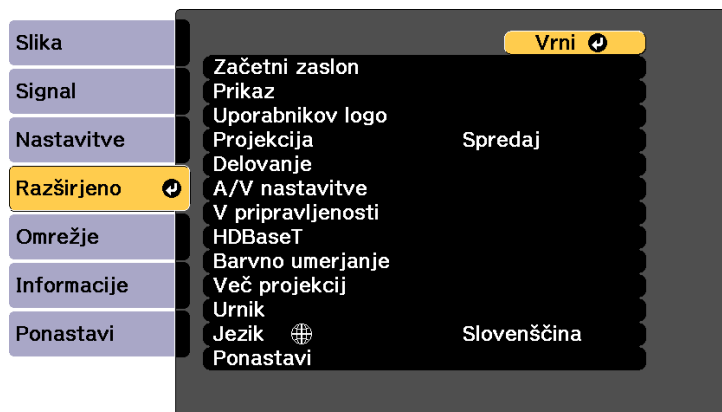 Slika
Signal
Nastavitve
Razširjeno
Omrežje
Informacije
Ponastavi
Vrni
Začetni zaslon
Prikaz
Uporabnikov logo
Projekcija Spredaj
Delovanje
A/V nastavitve
V pripravljenosti
HDBaseT
Barvno umerjanje
Več projekcij
Urnik
Jezik Slovenščina
Ponastavi